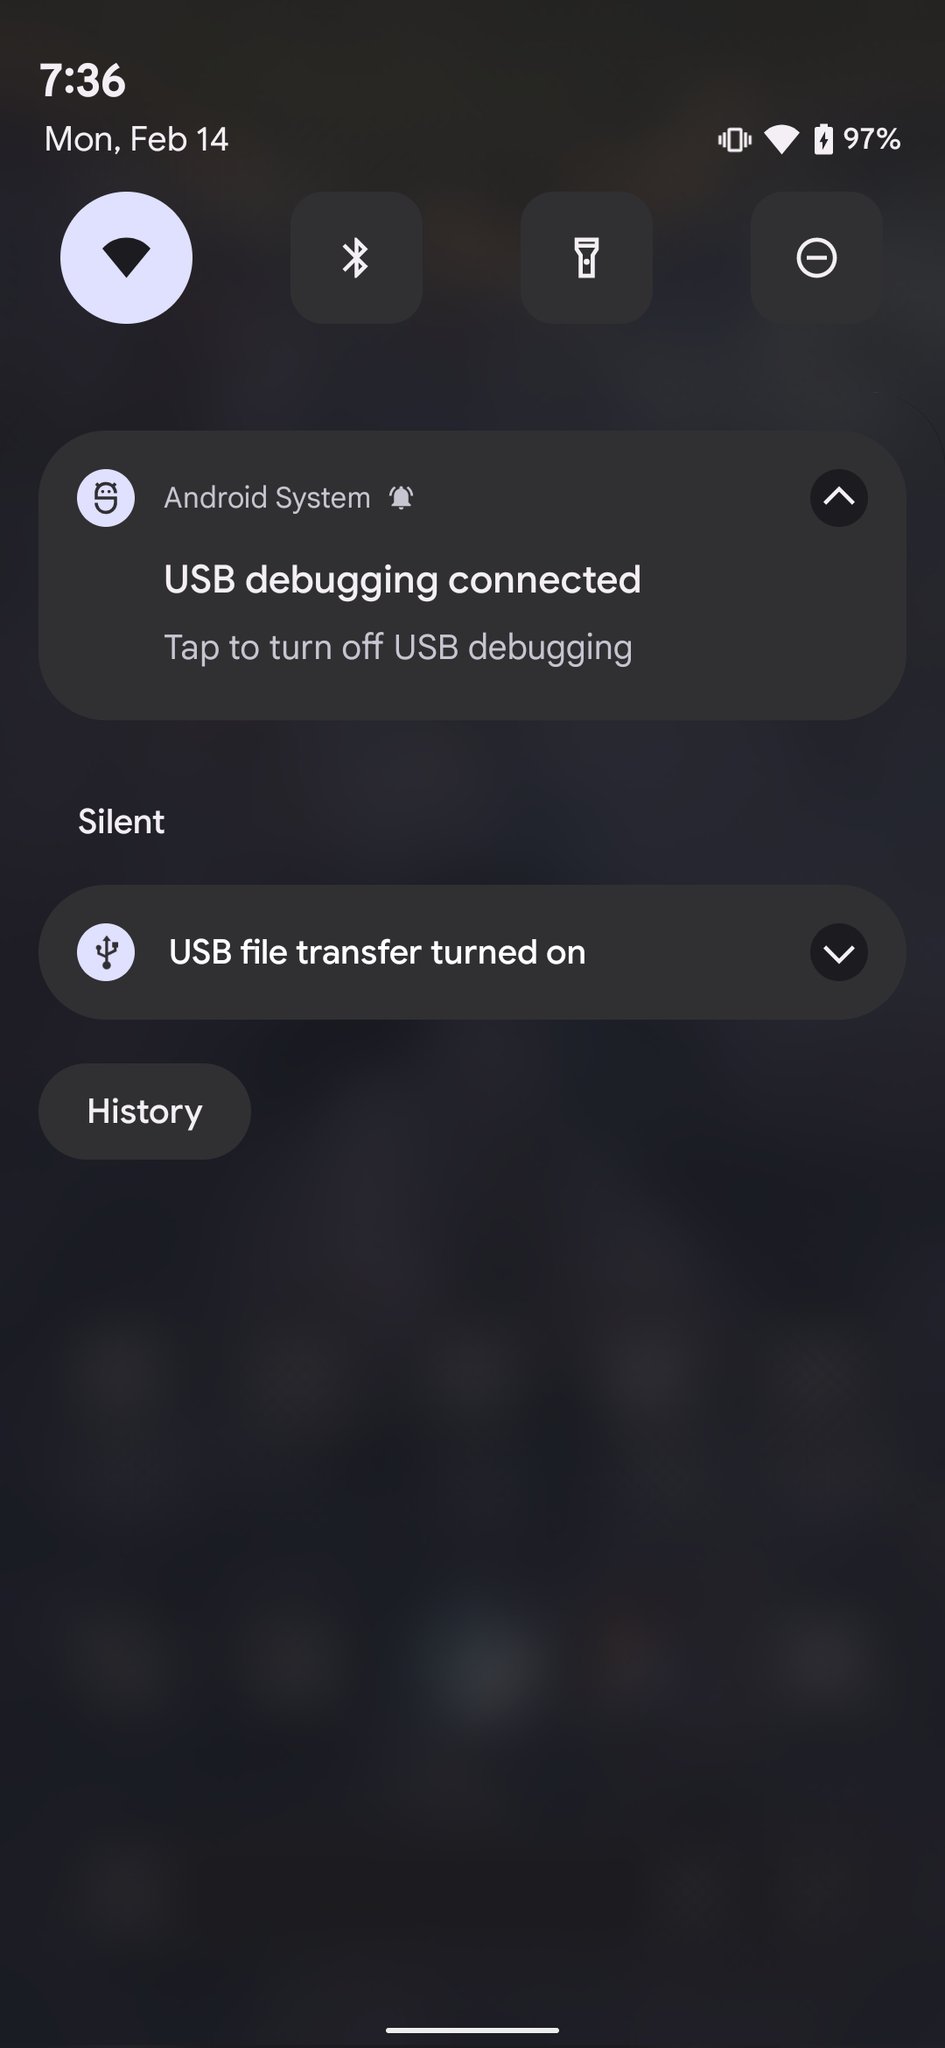 7:36
Mon, Feb 14
97%
Android System
USB debugging connected
Tap to turn off USB debugging
Silent
USB file transfer turned on
History